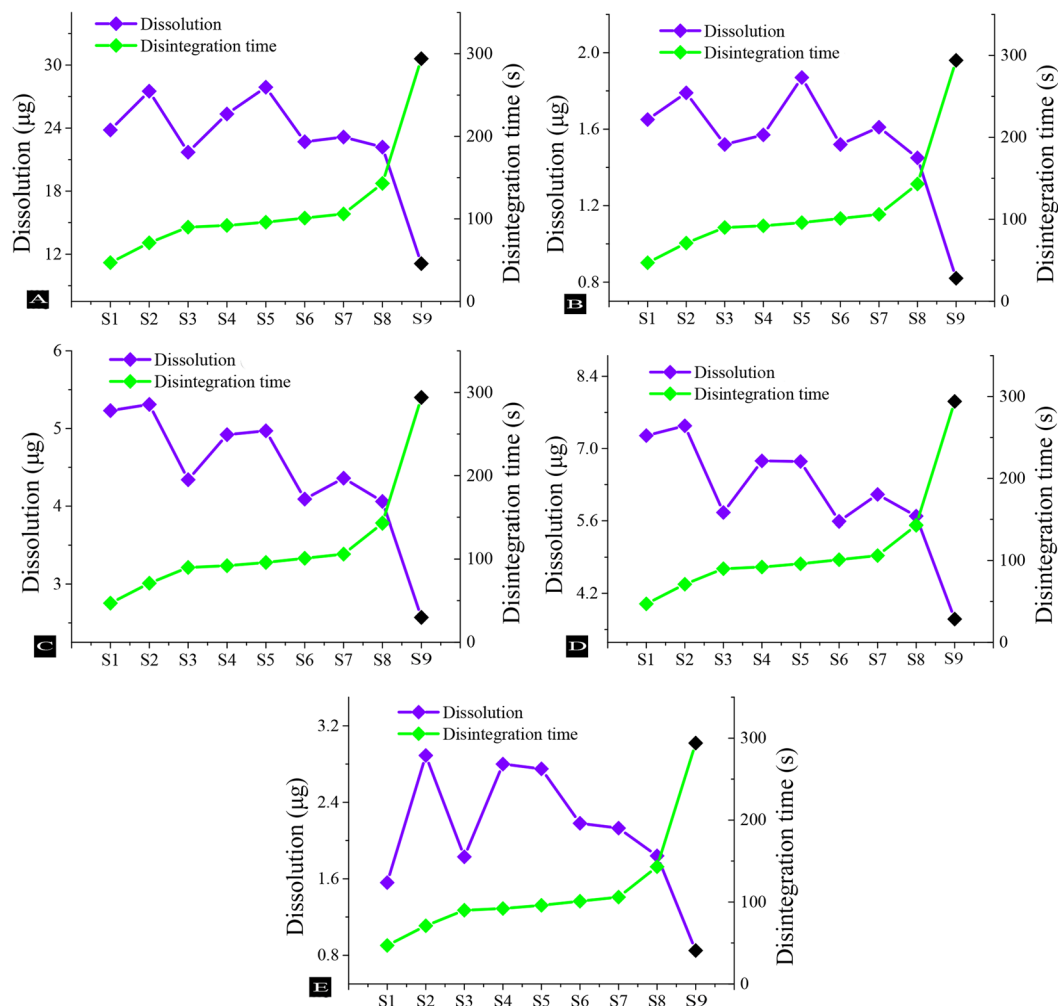 Dissolution
Disintegration time
Dissolution (µg)
30
24
18
12
Disintegration time (s)
300
200
100
0
S1 S2 S3 S4 S5 S6 S7 S8 S9
A
Dissolution
Disintegration time
Dissolution (µg)
2.0
1.6
1.2
0.8
Disintegration time (s)
300
200
100
0
S1 S2 S3 S4 S5 S6 S7 S8 S9
B
Dissolution
Disintegration time
Dissolution (µg)
6
5
4
3
Disintegration time (s)
300
200
100
0
S1 S2 S3 S4 S5 S6 S7 S8 S9
C
Dissolution
Disintegration time
Dissolution (µg)
8.4
7.0
5.6
4.2
Disintegration time (s)
300
200
100
0
S1 S2 S3 S4 S5 S6 S7 S8 S9
D
Dissolution
Disintegration time
Dissolution (µg)
3.2
2.4
1.6
0.8
Disintegration time (s)
300
200
100
0
S1 S2 S3 S4 S5 S6 S7 S8 S9
E